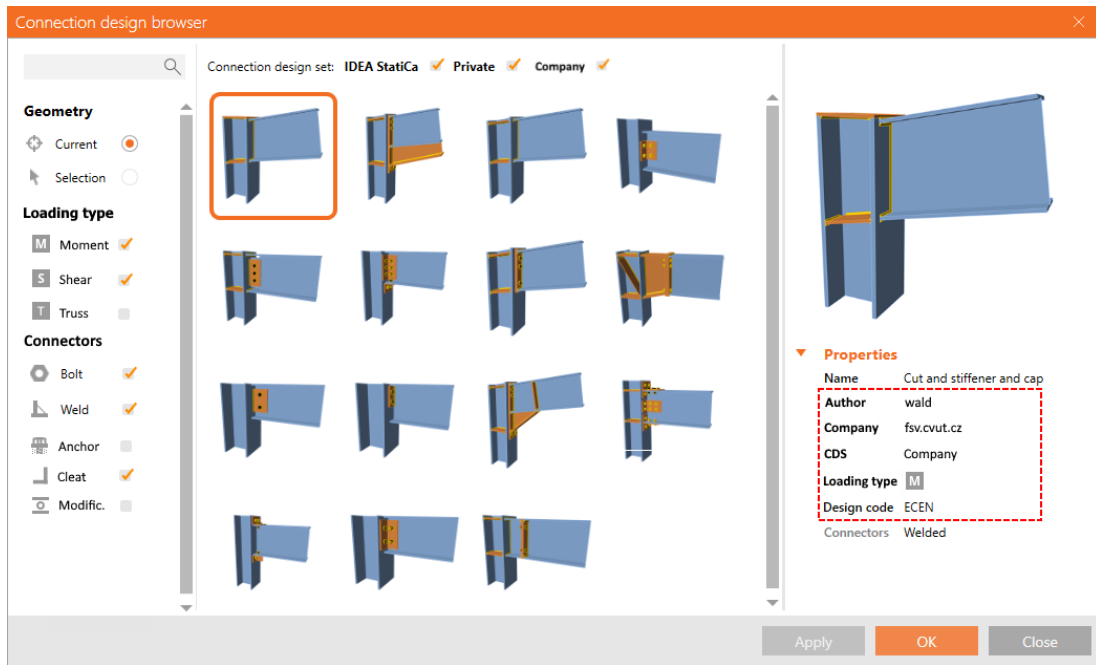 Connection design browser
Connection design set: IDEA StatiCa Private Company
Geometry
Current
Selection
Loading type
M Moment
S Shear
T Truss
Connectors
Bolt
Weld
Anchor
Cleat
Modific.
Properties
Name Cut and stiffener and cap
Author wald
Company fsv.cvut.cz
CDS Company
Loading type M
Design code ECEN
Connectors Welded
Apply OK Close